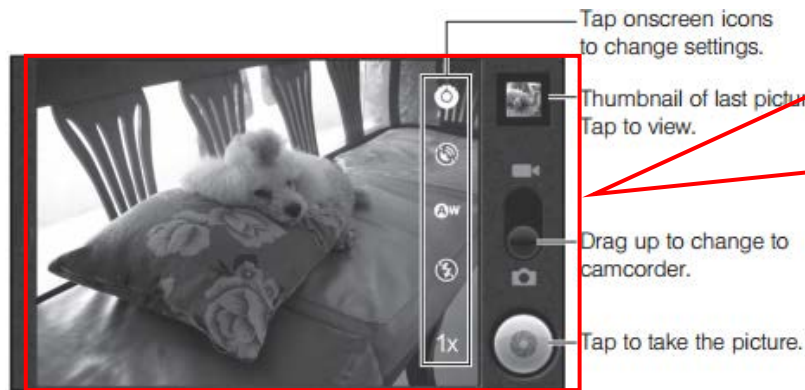 Tap onscreen icons
to change settings.
Thumbnail of last
Tap to view.
Drag up to change to
camcorder.
Tap to take the picture.
AW
1x